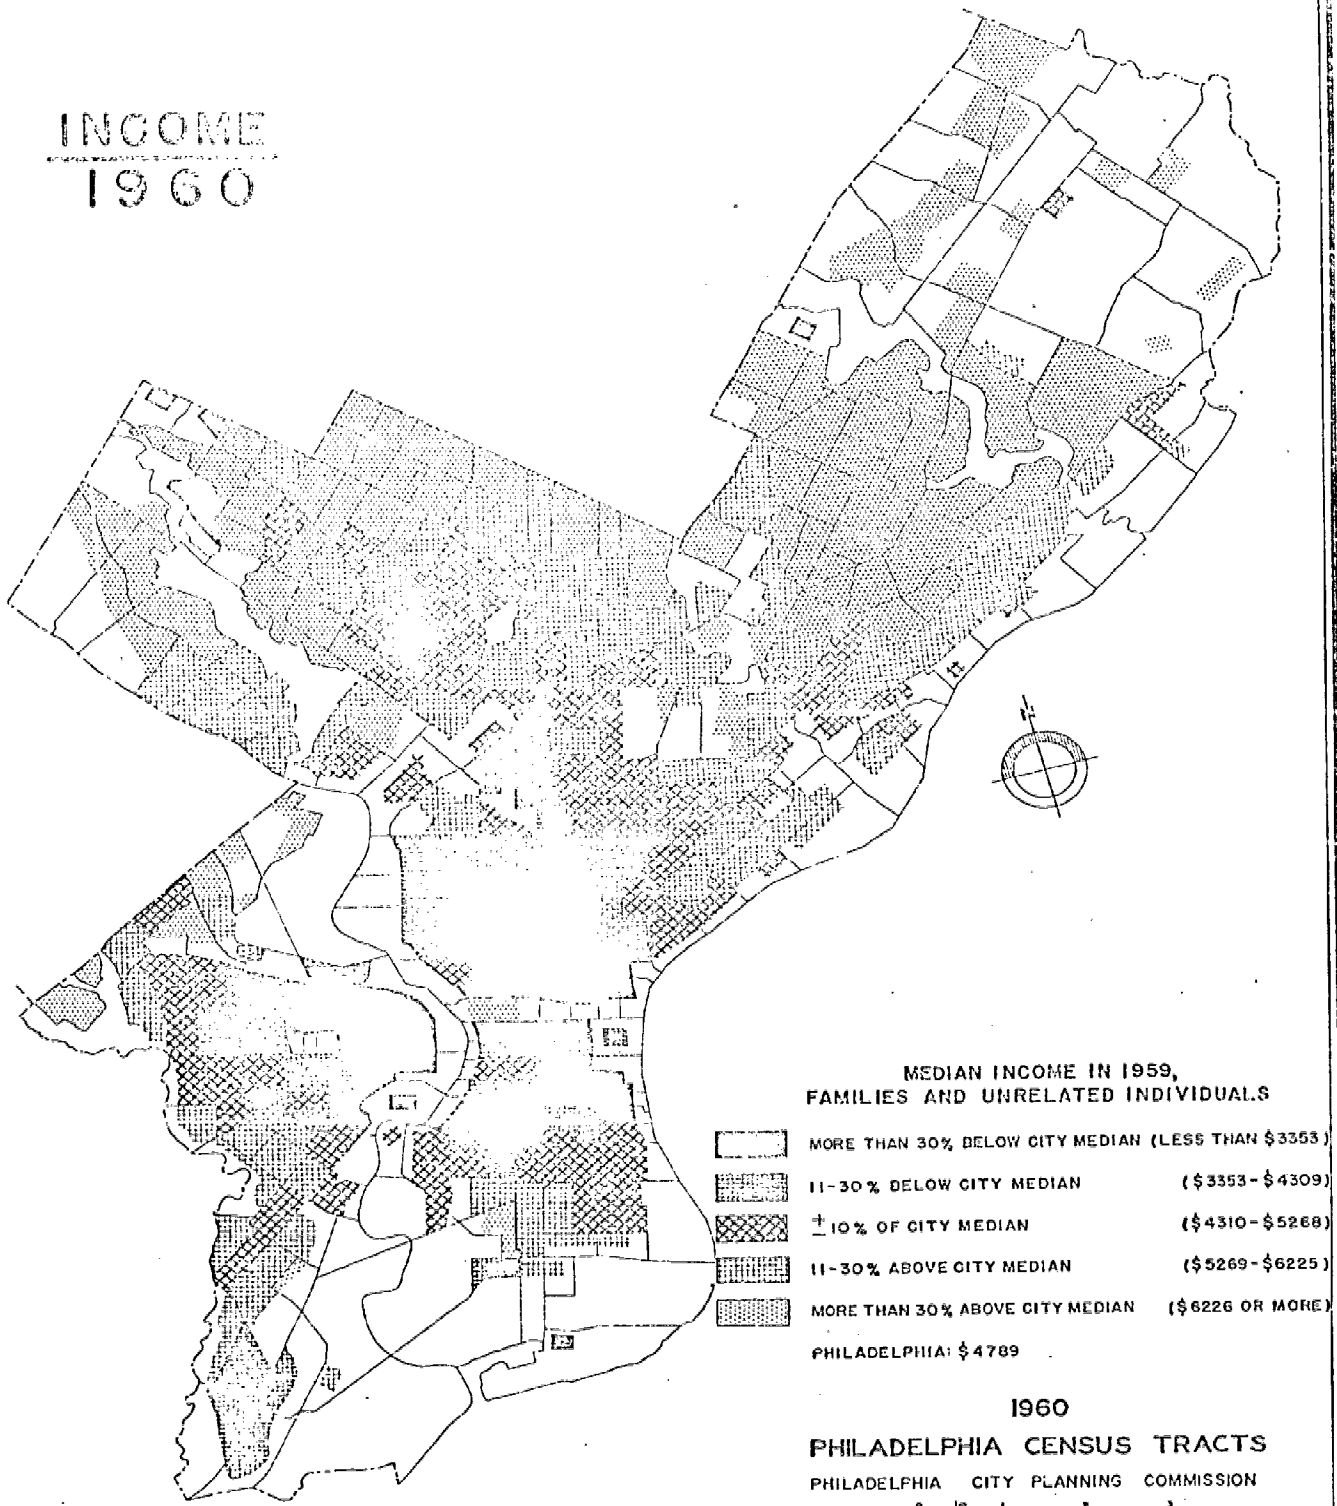 INCOME
1960
N
MEDIAN INCOME IN 1959,
FAMILIES AND UNRELATED INDIVIDUALS
MORE THAN 30% BELOW CITY MEDIAN (LESS THAN $3353)
11-30% BELOW CITY MEDIAN ($3353-$4309)
±10% OF CITY MEDIAN ($4310-$5268)
11-30% ABOVE CITY MEDIAN ($5269-$6225)
MORE THAN 30% ABOVE CITY MEDIAN ($6226 OR MORE)
PHILADELPHIA: $4789
1960
PHILADELPHIA CENSUS TRACTS
PHILADELPHIA CITY PLANNING COMMISSION